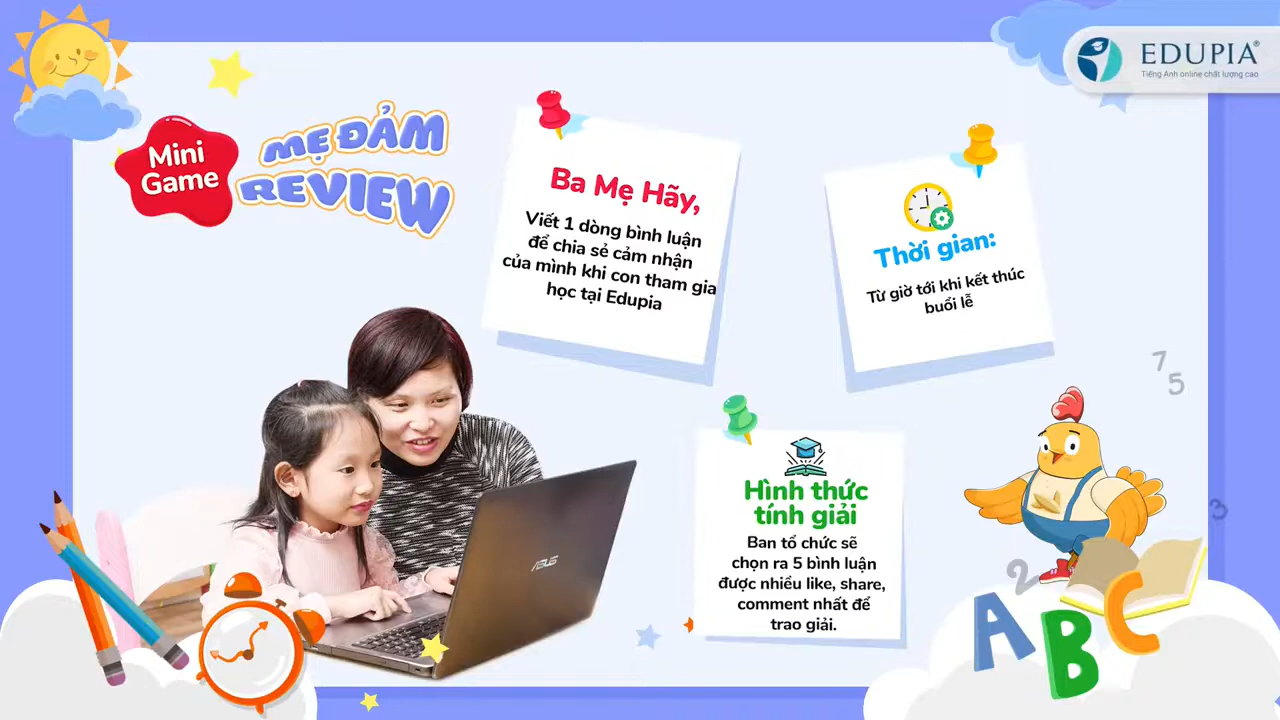 EDUPIA®
Tiếng Anh online chất lượng cao
Mini
Game
MẸ ĐẢM
REVIEW
Ba Mẹ Hãy,
Viết 1 dòng bình luận
để chia sẻ cảm nhận
của mình khi con tham gia
học tại Edupia
Thời gian:
Từ giờ tới khi kết thúc
buổi lễ
Hình thức
tính giải
Ban tổ chức sẽ
chọn ra 5 bình luận
được nhiều like, share,
comment nhất để
trao giải.
ASUS
7
5
3
2
A B C